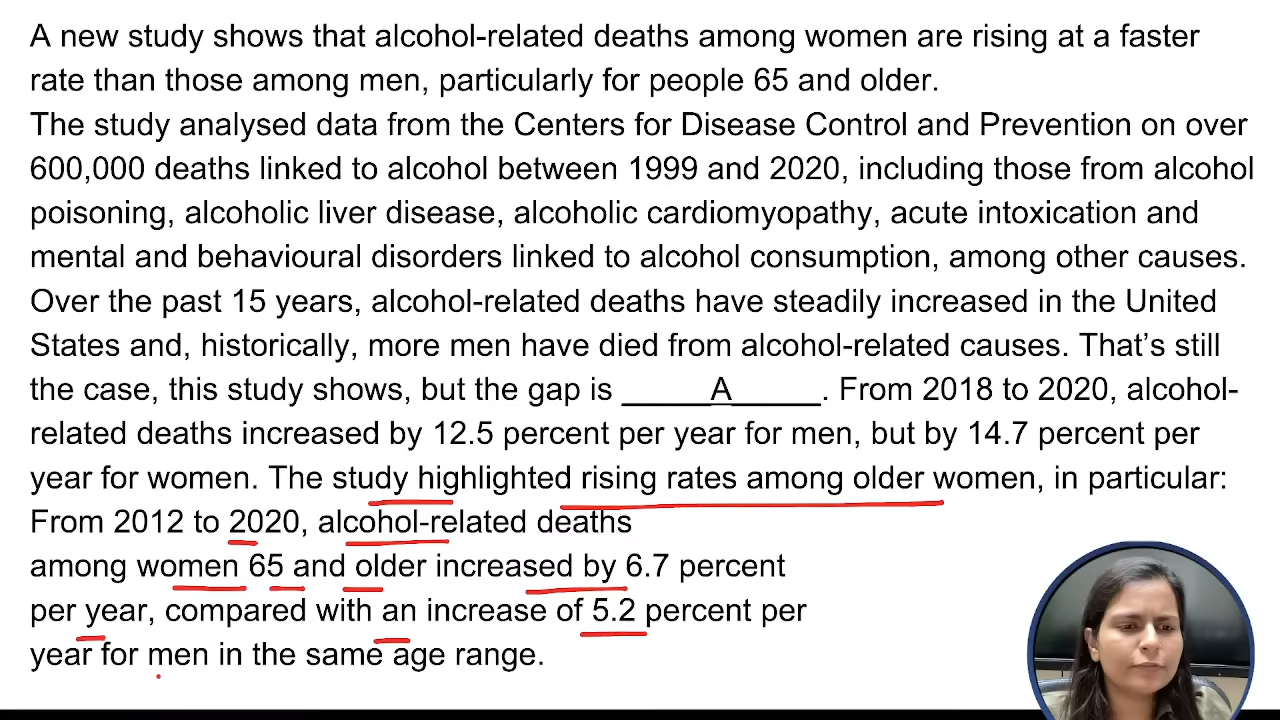 A new study shows that alcohol-related deaths among women are rising at a faster
rate than those among men, particularly for people 65 and older.
The study analysed data from the Centers for Disease Control and Prevention on over
600,000 deaths linked to alcohol between 1999 and 2020, including those from alcohol
poisoning, alcoholic liver disease, alcoholic cardiomyopathy, acute intoxication and
mental and behavioural disorders linked to alcohol consumption, among other causes.
Over the past 15 years, alcohol-related deaths have steadily increased in the United
States and, historically, more men have died from alcohol-related causes. That’s still
the case, this study shows, but the gap is _____A_____. From 2018 to 2020, alcohol-
related deaths increased by 12.5 percent per year for men, but by 14.7 percent per
year for women. The study highlighted rising rates among older women, in particular:
From 2012 to 2020, alcohol-related deaths
among women 65 and older increased by 6.7 percent
per year, compared with an increase of 5.2 percent per
year for men in the same age range.